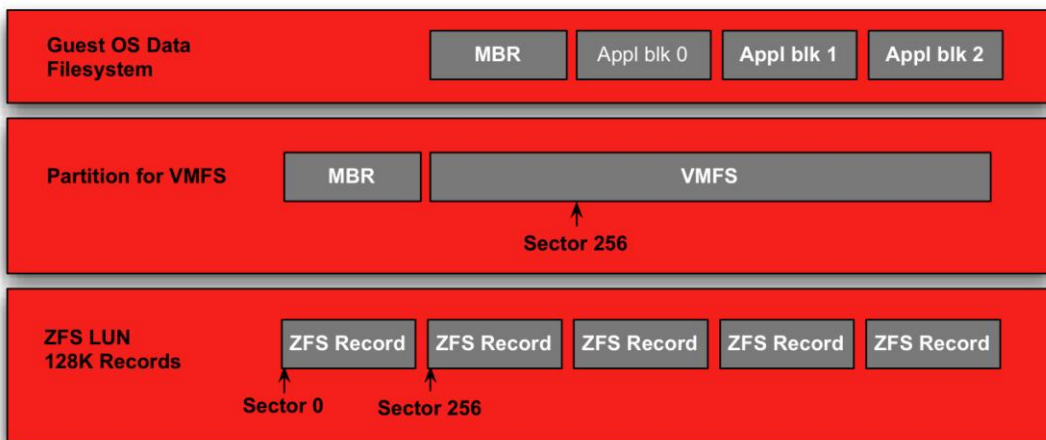 Guest OS Data
Filesystem
MBR
Appl blk 0
Appl blk 1
Appl blk 2
Partition for VMFS
MBR
VMFS
Sector 256
ZFS LUN
128K Records
ZFS Record
ZFS Record
ZFS Record
ZFS Record
ZFS Record
Sector 0
Sector 256